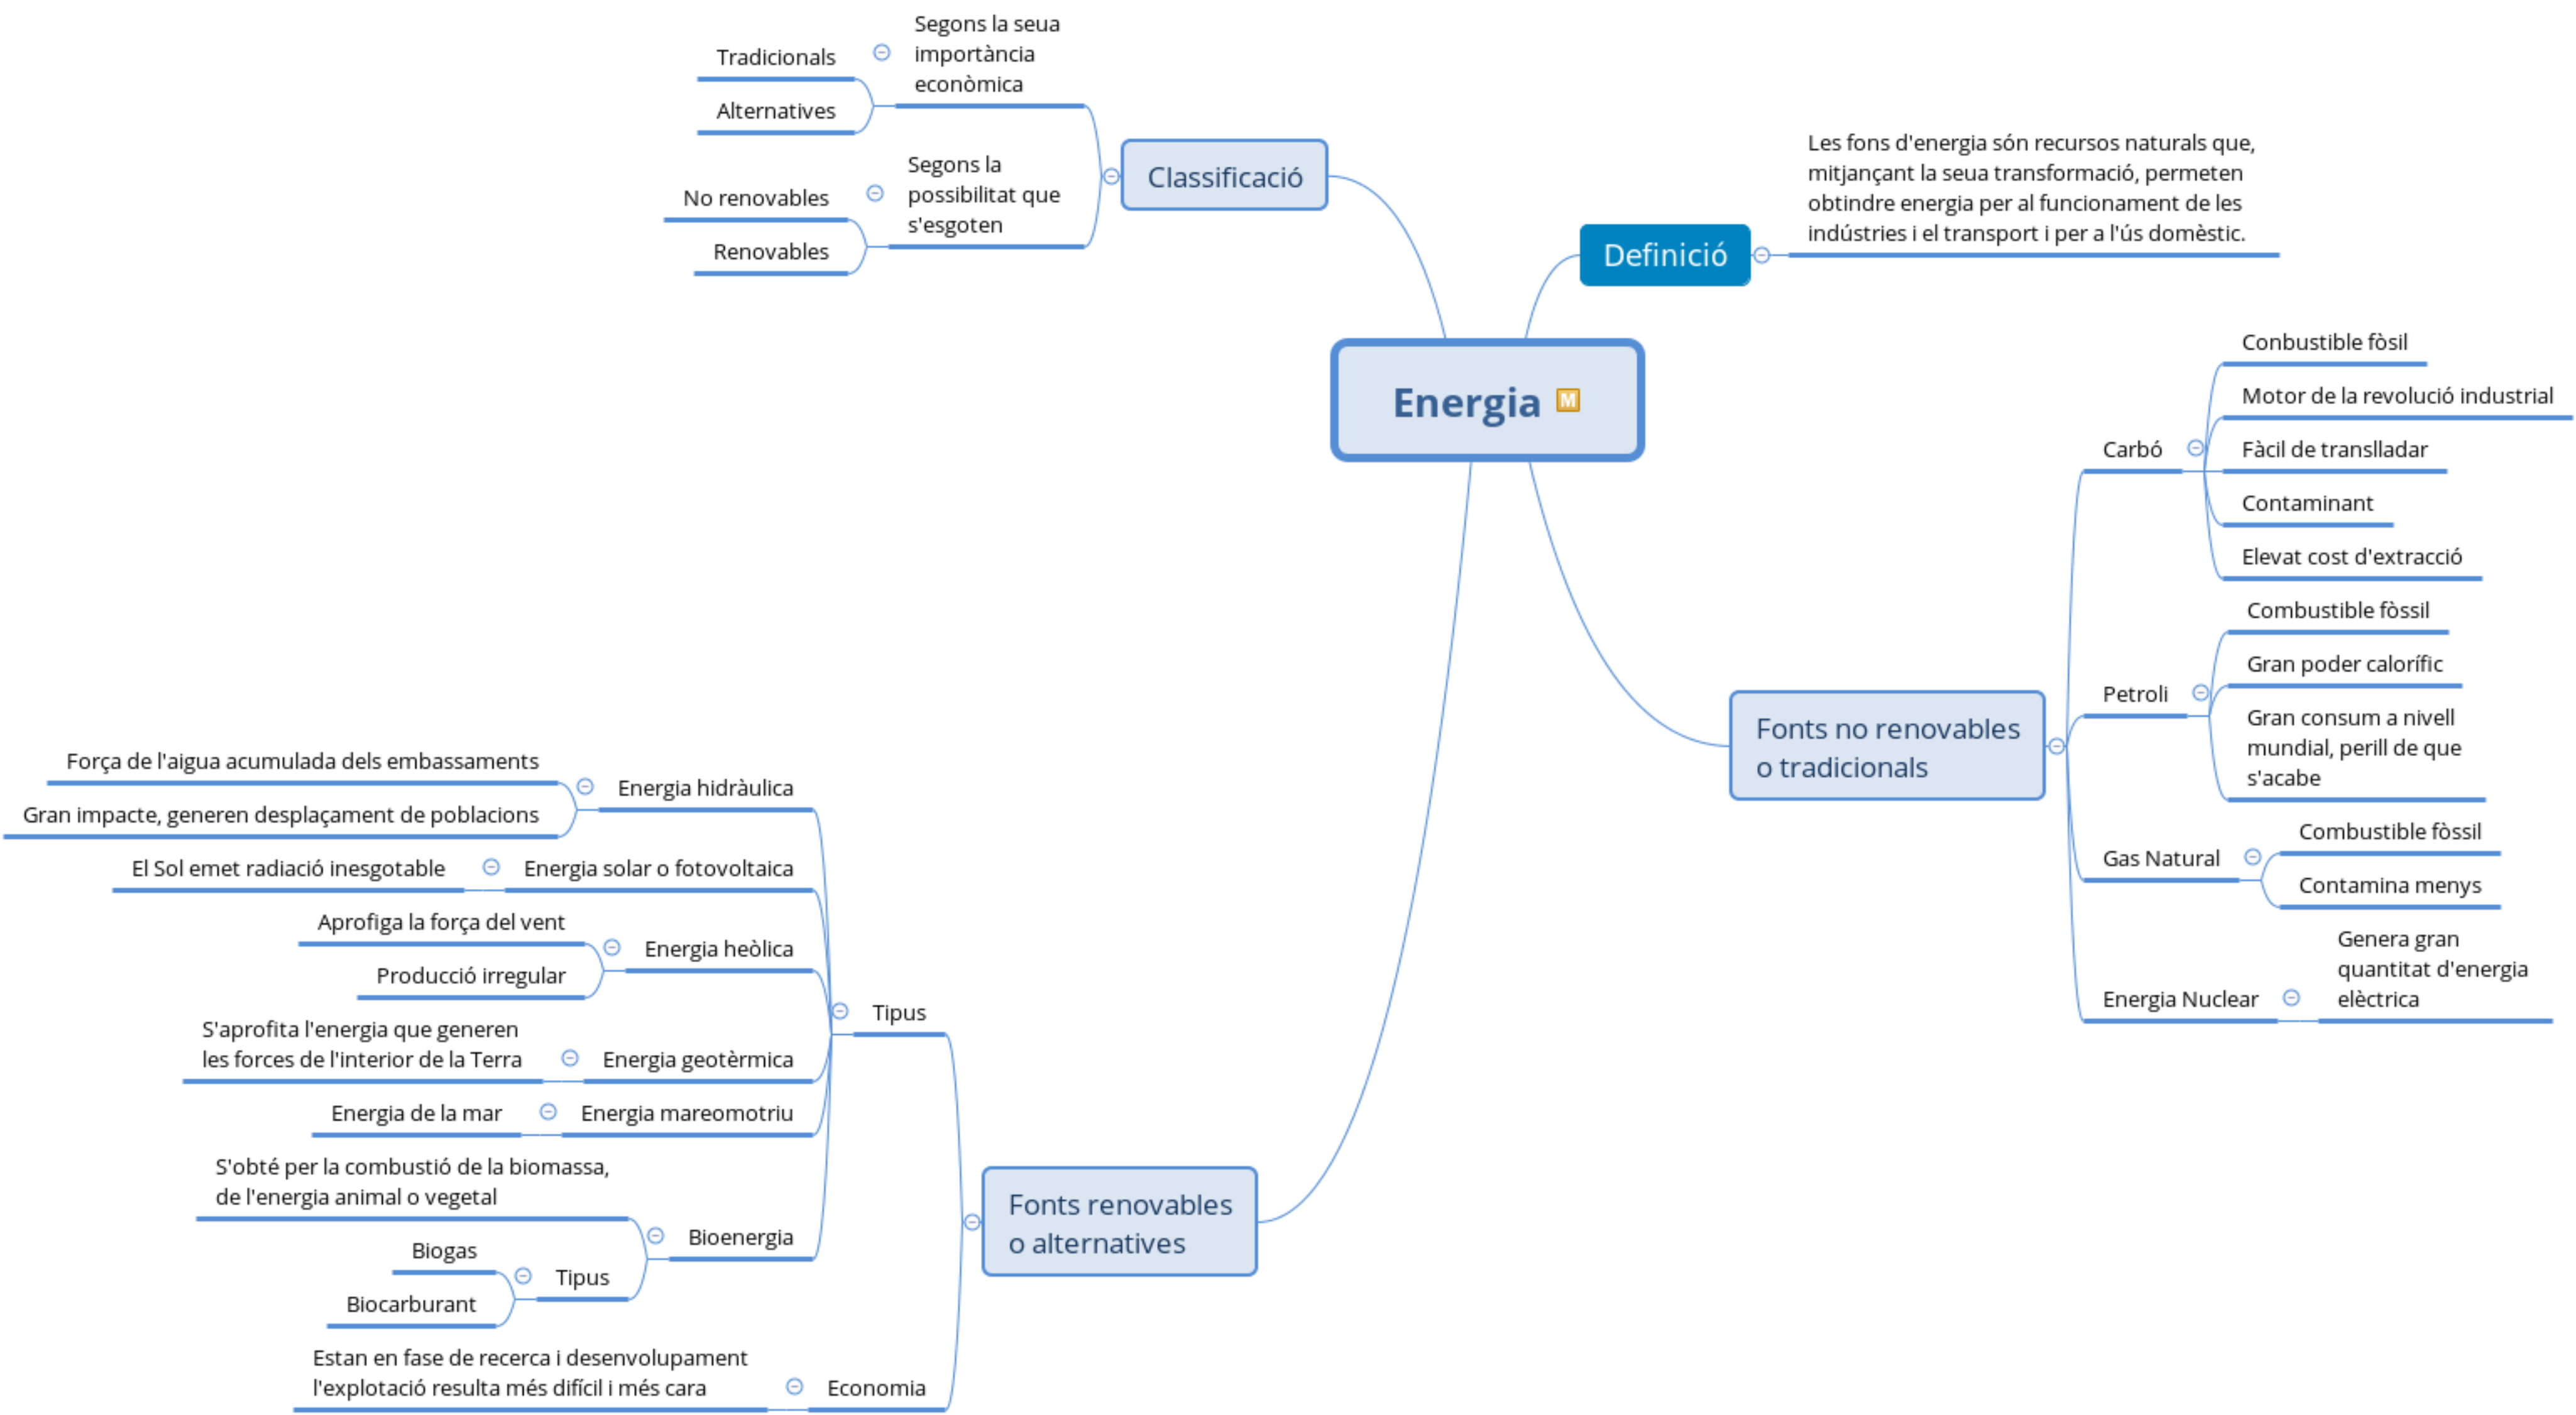 Energia
M
Definició
Les fons d'energia són recursos naturals que,
mitjançant la seua transformació, permeten
obtindre energia per al funcionament de les
indústries i el transport i per a l'ús domèstic.
Classificació
Segons la seua
importància
econòmica
Tradicionals
Alternatives
Segons la
possibilitat que
s'esgoten
No renovables
Renovables
Fonts no renovables
o tradicionals
Carbó
Conbustible fòsil
Motor de la revolució industrial
Fàcil de translladar
Contaminant
Elevat cost d'extracció
Petroli
Combustible fòssil
Gran poder calorífic
Gran consum a nivell
mundial, perill de que
s'acabe
Gas Natural
Combustible fòssil
Contamina menys
Energia Nuclear
Genera gran
quantitat d'energia
elèctrica
Fonts renovables
o alternatives
Tipus
Energia hidràulica
Força de l'aigua acumulada dels embassaments
Gran impacte, generen desplaçament de poblacions
Energia solar o fotovoltaica
El Sol emet radiació inesgotable
Energia heòlica
Aprofiga la força del vent
Producció irregular
Energia geotèrmica
S'aprofita l'energia que generen
les forces de l'interior de la Terra
Energia mareomotriu
Energia de la mar
Bioenergia
S'obté per la combustió de la biomassa,
de l'energia animal o vegetal
Tipus
Biogas
Biocarburant
Economia
Estan en fase de recerca i desenvolupament
l'explotació resulta més difícil i més cara